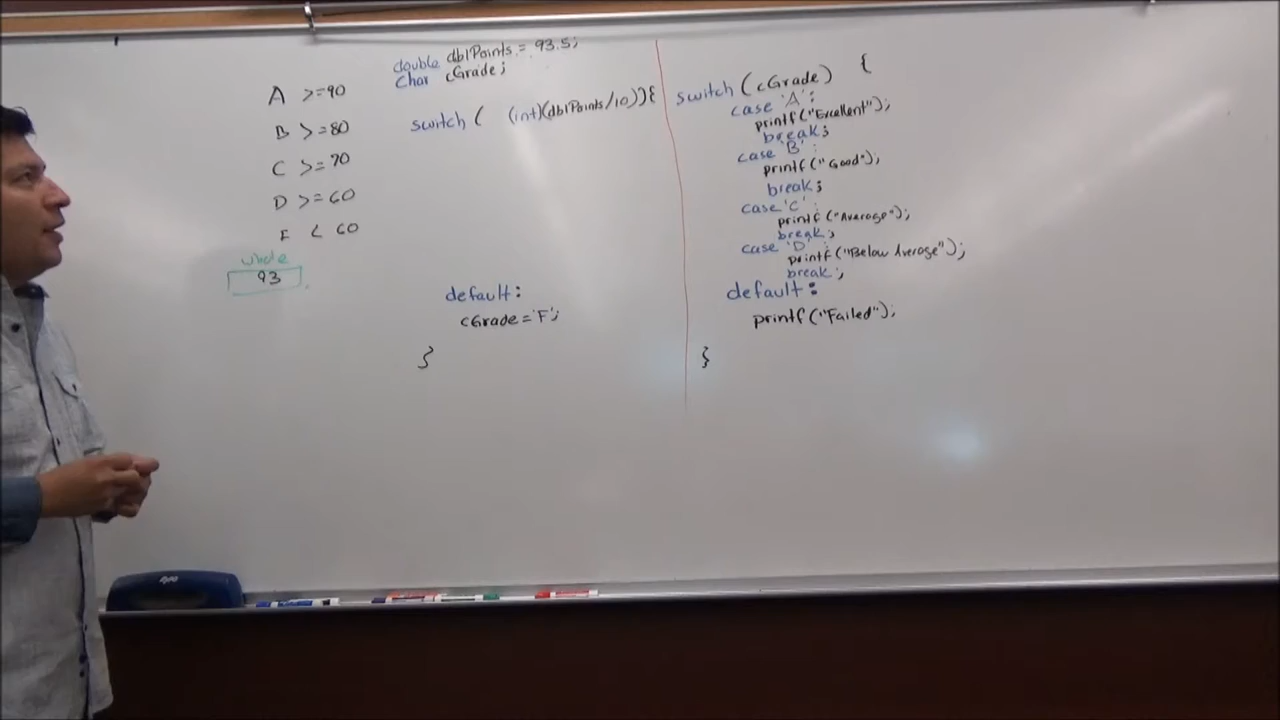 A >=90
B >=80
C >=70
D >=60
F < 60
whole
93
double dblPoints = 93.5;
Char cGrade;
switch ( (int)(dblPoints/10)){
default:
cGrade='F';
}
switch (cGrade) {
case 'A':
printf("Excellent");
break;
case 'B':
printf("Good");
break;
case 'C':
printf("Average");
break;
case 'D':
printf("Below Average");
break;
default:
printf("Failed");
}